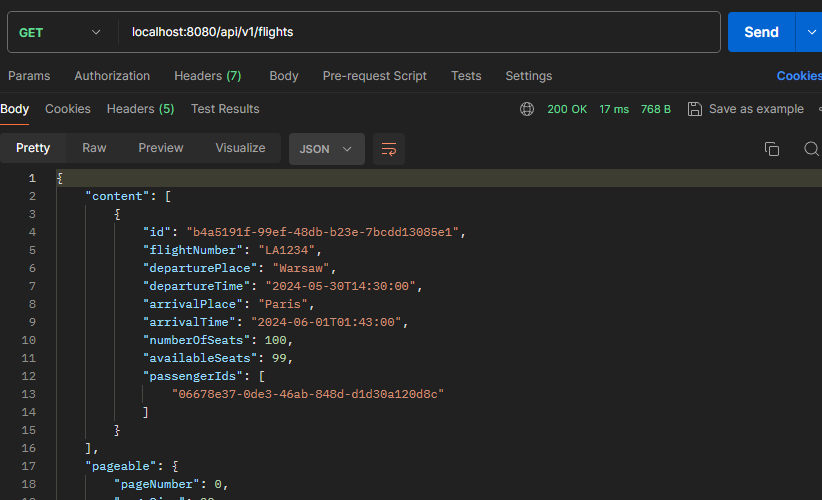 GET localhost:8080/api/v1/flights Send
Params Authorization Headers (7) Body Pre-request Script Tests Settings Cookies
Body Cookies Headers (5) Test Results 200 OK 17 ms 768 B Save as example
Pretty Raw Preview Visualize JSON
1 {
2 "content": [
3 {
4 "id": "b4a5191f-99ef-48db-b23e-7bcdd13085e1",
5 "flightNumber": "LA1234",
6 "departurePlace": "Warsaw",
7 "departureTime": "2024-05-30T14:30:00",
8 "arrivalPlace": "Paris",
9 "arrivalTime": "2024-06-01T01:43:00",
10 "numberOfSeats": 100,
11 "availableSeats": 99,
12 "passengerIds": [
13 "06678e37-0de3-46ab-848d-d1d30a120d8c"
14 ]
15 }
16 ],
17 "pageable": {
18 "pageNumber": 0,